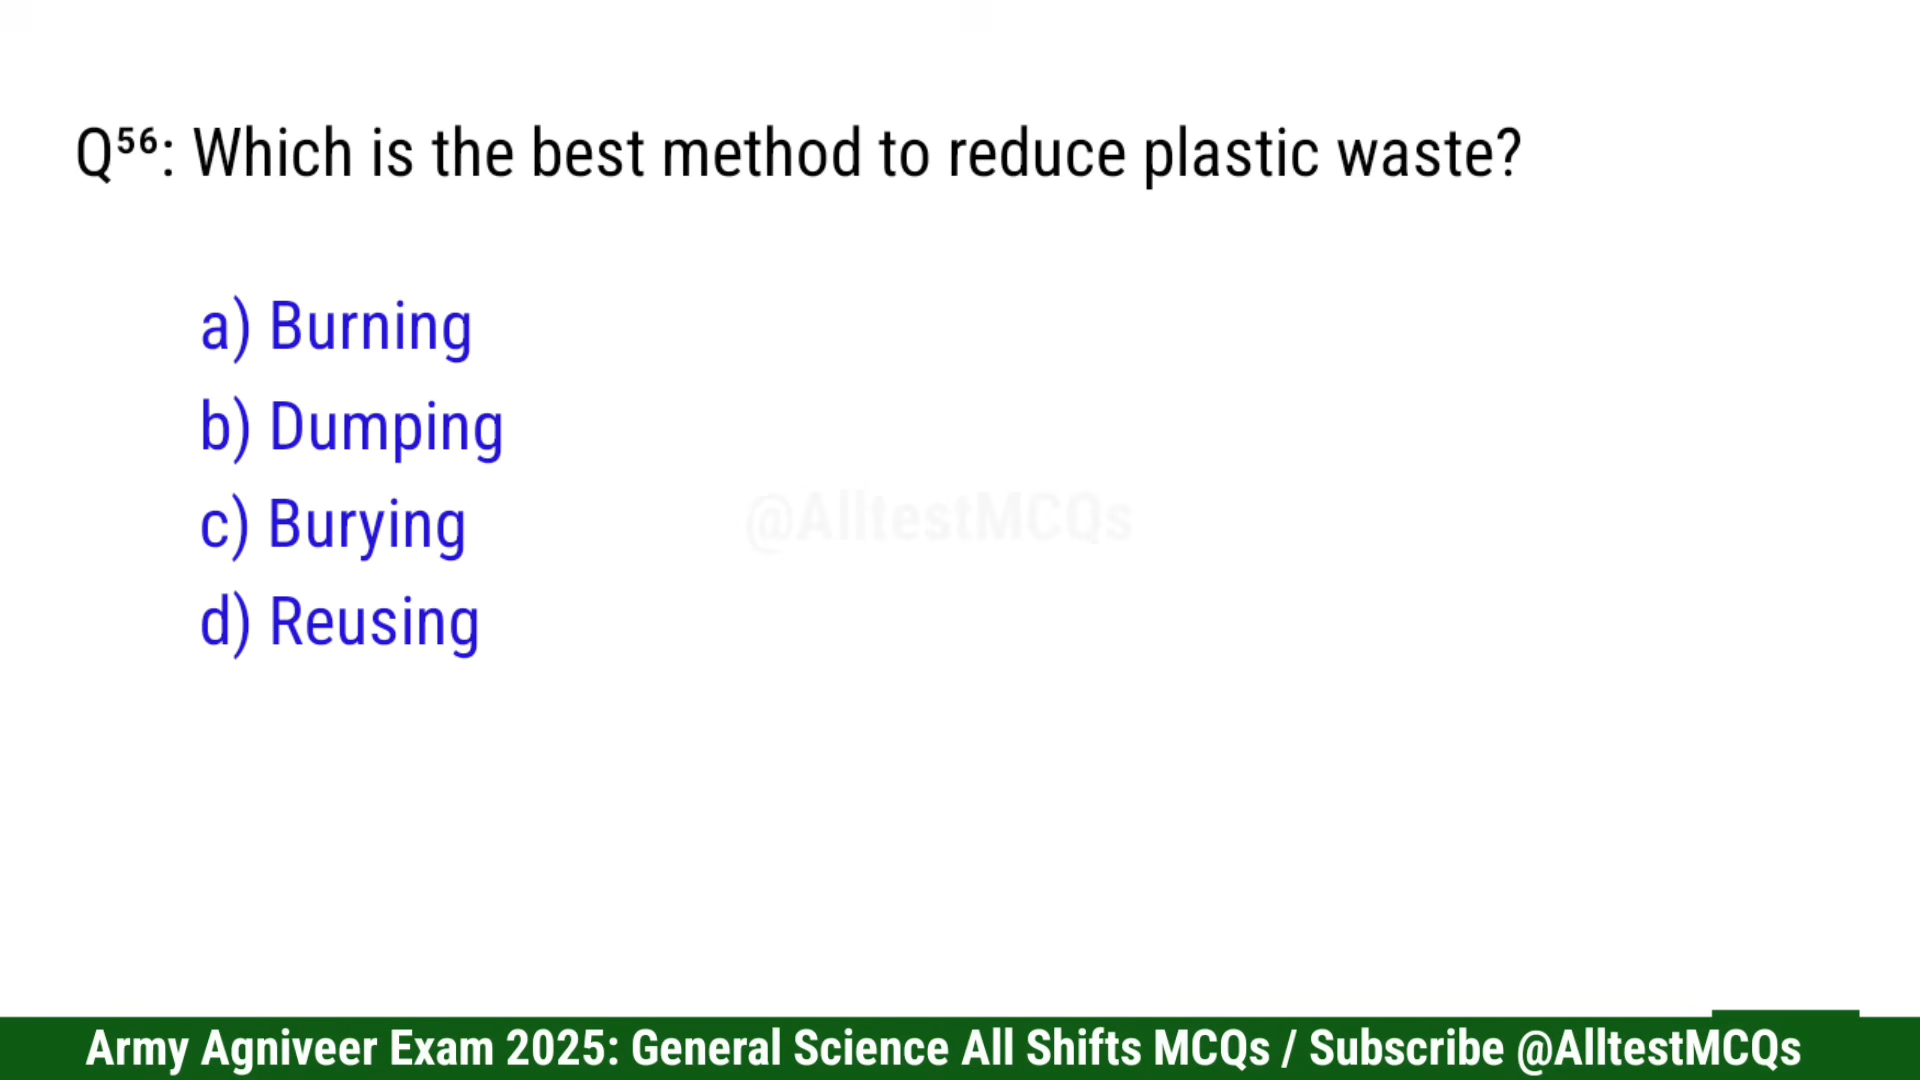 Q⁵⁶: Which is the best method to reduce plastic waste?
a) Burning
b) Dumping
c) Burying
d) Reusing
@AlltestMCQs
Army Agniveer Exam 2025: General Science All Shifts MCQs / Subscribe @AlltestMCQs